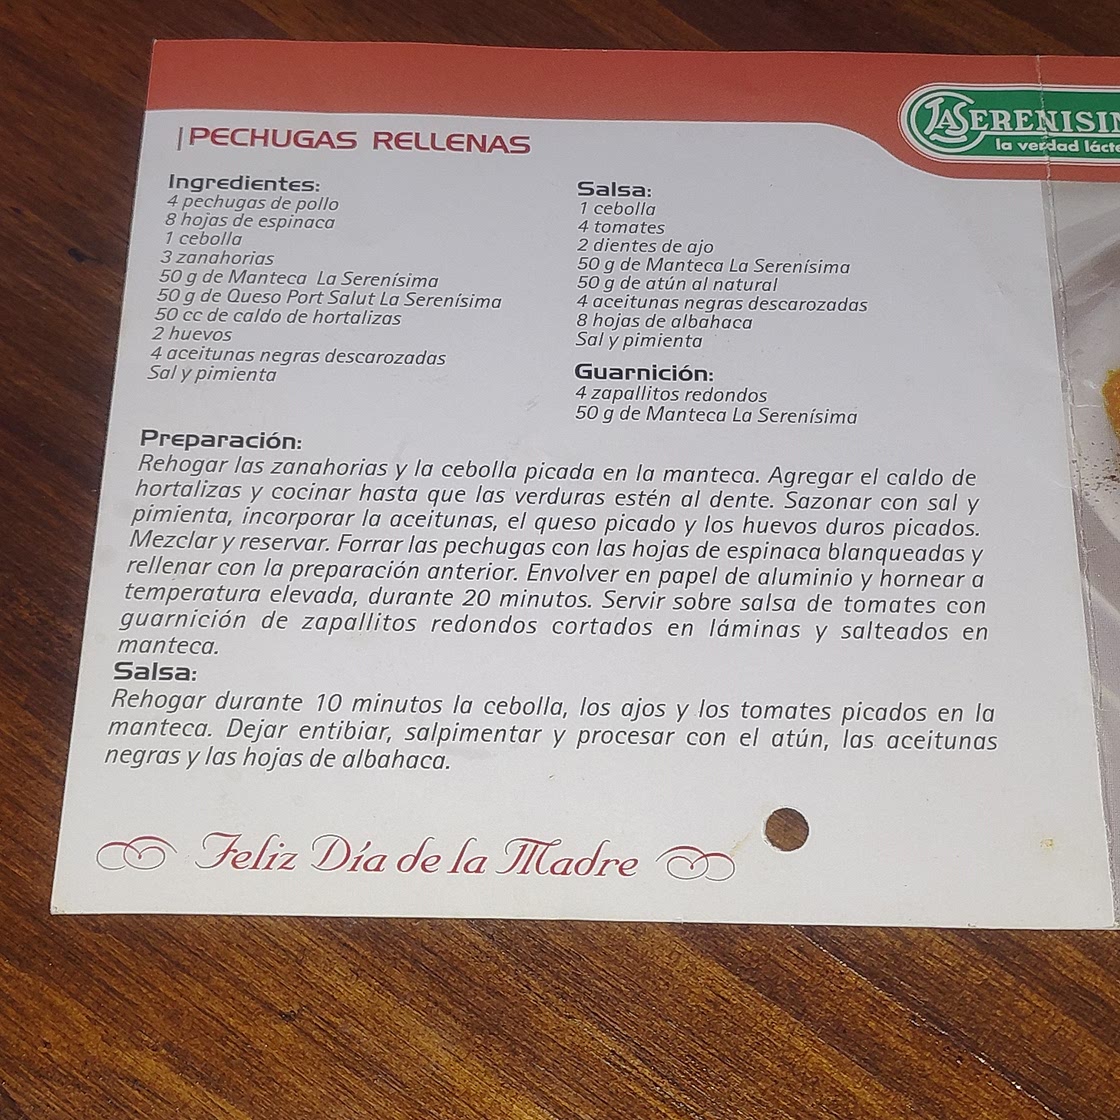 LASERENISIM
la verdad lácte
|PECHUGAS RELLENAS
Ingredientes:
4 pechugas de pollo
8 hojas de espinaca
1 cebolla
3 zanahorias
50 g de Manteca La Serenísima
50 g de Queso Port Salut La Serenísima
50 cc de caldo de hortalizas
2 huevos
4 aceitunas negras descarozadas
Sal y pimienta
Salsa:
1 cebolla
4 tomates
2 dientes de ajo
50 g de Manteca La Serenísima
50 g de atún al natural
4 aceitunas negras descarozadas
8 hojas de albahaca
Sal y pimienta
Guarnición:
4 zapallitos redondos
50 g de Manteca La Serenísima
Preparación:
Rehogar las zanahorias y la cebolla picada en la manteca. Agregar el caldo de
hortalizas y cocinar hasta que las verduras estén al dente. Sazonar con sal y
pimienta, incorporar la aceitunas, el queso picado y los huevos duros picados.
Mezclar y reservar. Forrar las pechugas con las hojas de espinaca blanqueadas y
rellenar con la preparación anterior. Envolver en papel de aluminio y hornear a
temperatura elevada, durante 20 minutos. Servir sobre salsa de tomates con
guarnición de zapallitos redondos cortados en láminas y salteados en
manteca.
Salsa:
Rehogar durante 10 minutos la cebolla, los ajos y los tomates picados en la
manteca. Dejar entibiar, salpimentar y procesar con el atún, las aceitunas
negras y las hojas de albahaca.
Feliz Día de la Madre